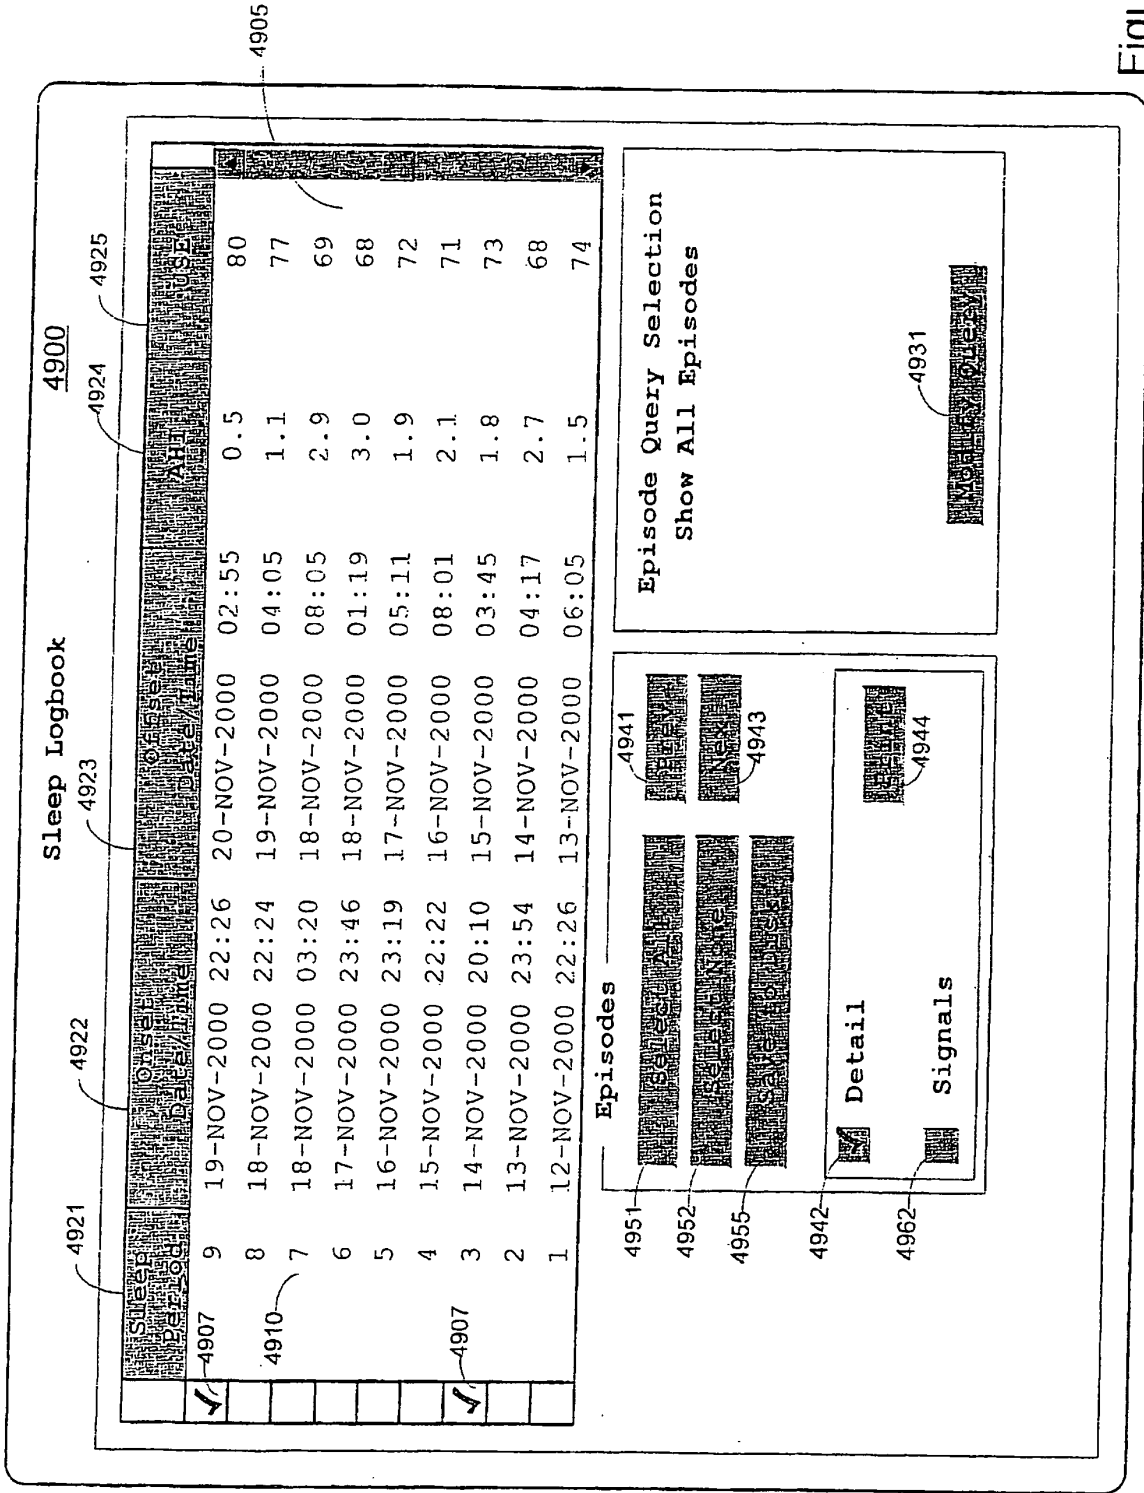 4900
Sleep Logbook
4921
4922
4923
4924
4925
4905
Sleep Period
Onset Date/Time
Offset Date/Time
AHI
USE
4907
9 19-NOV-2000 22:26 20-NOV-2000 02:55 0.5 80
8 18-NOV-2000 22:24 19-NOV-2000 04:05 1.1 77
4910
7 18-NOV-2000 03:20 18-NOV-2000 08:05 2.9 69
6 17-NOV-2000 23:46 18-NOV-2000 01:19 3.0 68
5 16-NOV-2000 23:19 17-NOV-2000 05:11 1.9 72
4 15-NOV-2000 22:22 16-NOV-2000 08:01 2.1 71
4907
3 14-NOV-2000 20:10 15-NOV-2000 03:45 1.8 73
2 13-NOV-2000 23:54 14-NOV-2000 04:17 2.7 68
1 12-NOV-2000 22:26 13-NOV-2000 06:05 1.5 74
Episodes
4951
Select All
4941
Prev
4952
Select None
Next
4943
4955
Save to Disk
4942
Detail
Print
4944
4962
Signals
Episode Query Selection
Show All Episodes
4931
Modify Query